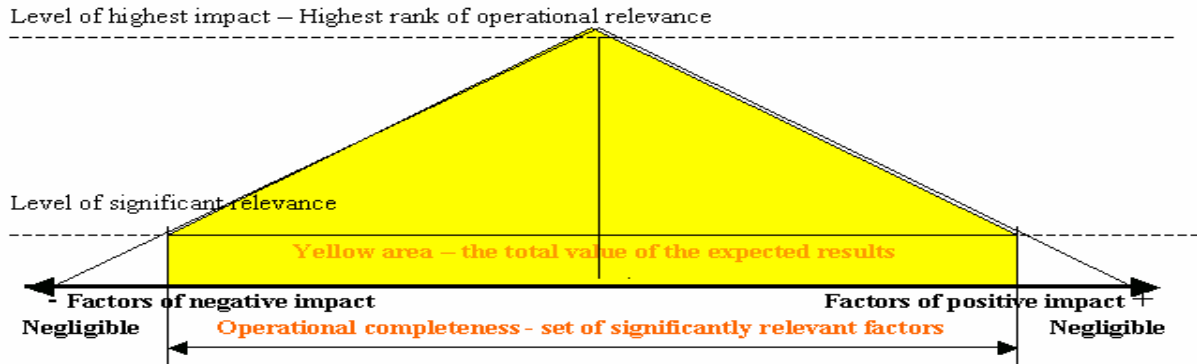 Level of highest impact – Highest rank of operational relevance
Level of significant relevance
Yellow area – the total value of the expected results
- Factors of negative impact
Factors of positive impact +
Negligible
Operational completeness - set of significantly relevant factors
Negligible